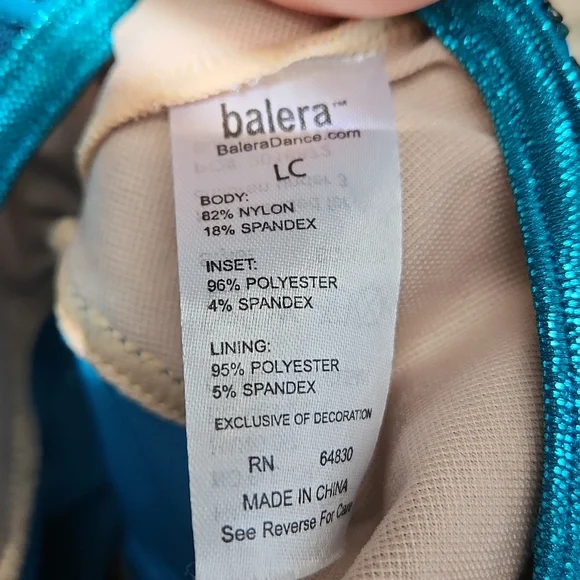 balera™
BaleraDance.com
LC
BODY:
82% NYLON
18% SPANDEX
INSET:
96% POLYESTER
4% SPANDEX
LINING:
95% POLYESTER
5% SPANDEX
EXCLUSIVE OF DECORATION
RN 64830
MADE IN CHINA
See Reverse For Care